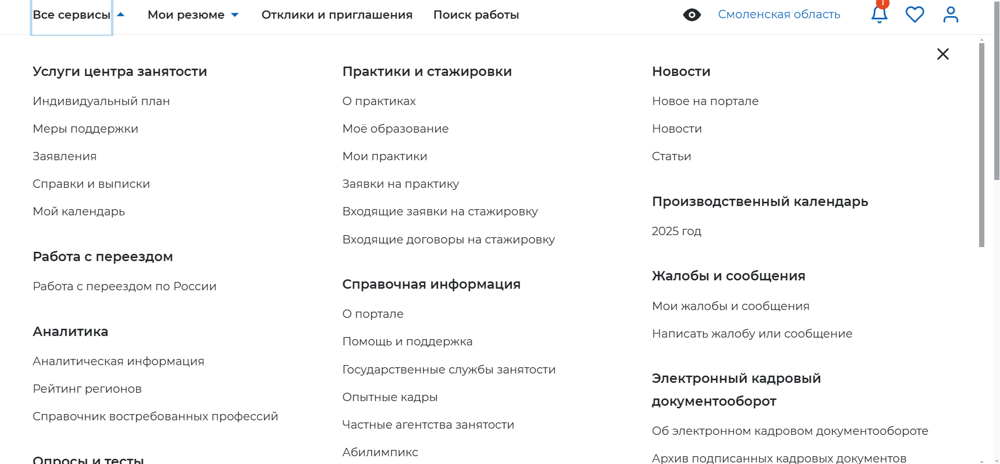 Все сервисы
Мои резюме
Отклики и приглашения
Поиск работы
Смоленская область
1
Услуги центра занятости
Индивидуальный план
Меры поддержки
Заявления
Справки и выписки
Мой календарь
Работа с переездом
Работа с переездом по России
Аналитика
Аналитическая информация
Рейтинг регионов
Справочник востребованных профессий
Опросы и тесты
Практики и стажировки
О практиках
Моё образование
Мои практики
Заявки на практику
Входящие заявки на стажировку
Входящие договоры на стажировку
Справочная информация
О портале
Помощь и поддержка
Государственные службы занятости
Опытные кадры
Частные агентства занятости
Абилимпикс
Новости
Новое на портале
Новости
Статьи
Производственный календарь
2025 год
Жалобы и сообщения
Мои жалобы и сообщения
Написать жалобу или сообщение
Электронный кадровый
документооборот
Об электронном кадровом документообороте
Архив подписанных кадровых документов